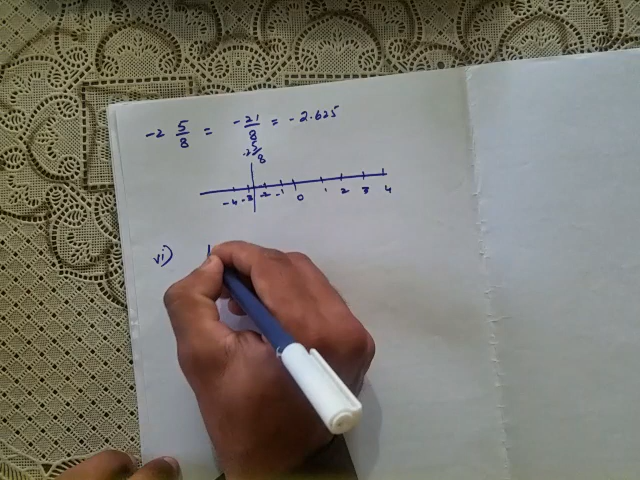 -2 5/8 = -21/8 = -2.625
-2 5/8
-4 -3 -2 -1 0 1 2 3 4
vi)